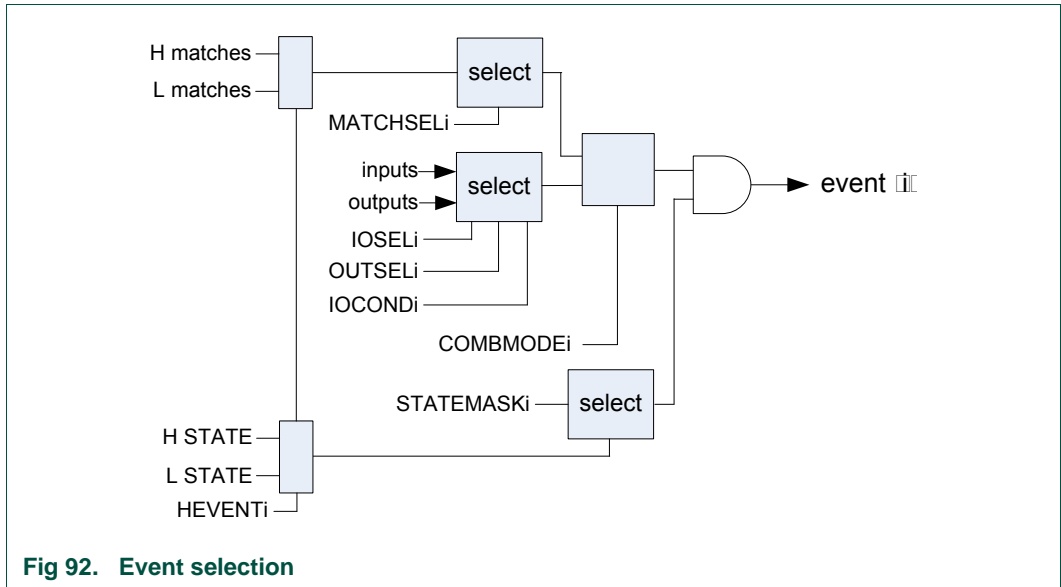 H matches
L matches
select
MATCHSELi
inputs
outputs
select
IOSELi
OUTSELi
IOCONDi
event
COMBMODEi
STATEMASKi
select
H STATE
L STATE
HEVENTi
Fig 92. Event selection